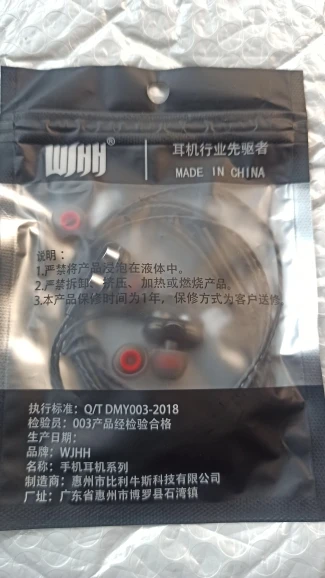 WJHH®
耳机行业先驱者
MADE IN CHINA
说明：
1.严禁将产品浸泡在液体中。
2.严禁拆卸、挤压、加热或燃烧产品。
3.本产品保修时间为1年，保修方式为客户送修。
执行标准：Q/T DMY003-2018
检验员：003产品经检验合格
生产日期：
品牌：WJHH
名称：手机耳机系列
制造商：惠州市比利牛斯科技有限公司
厂址：广东省惠州市博罗县石湾镇